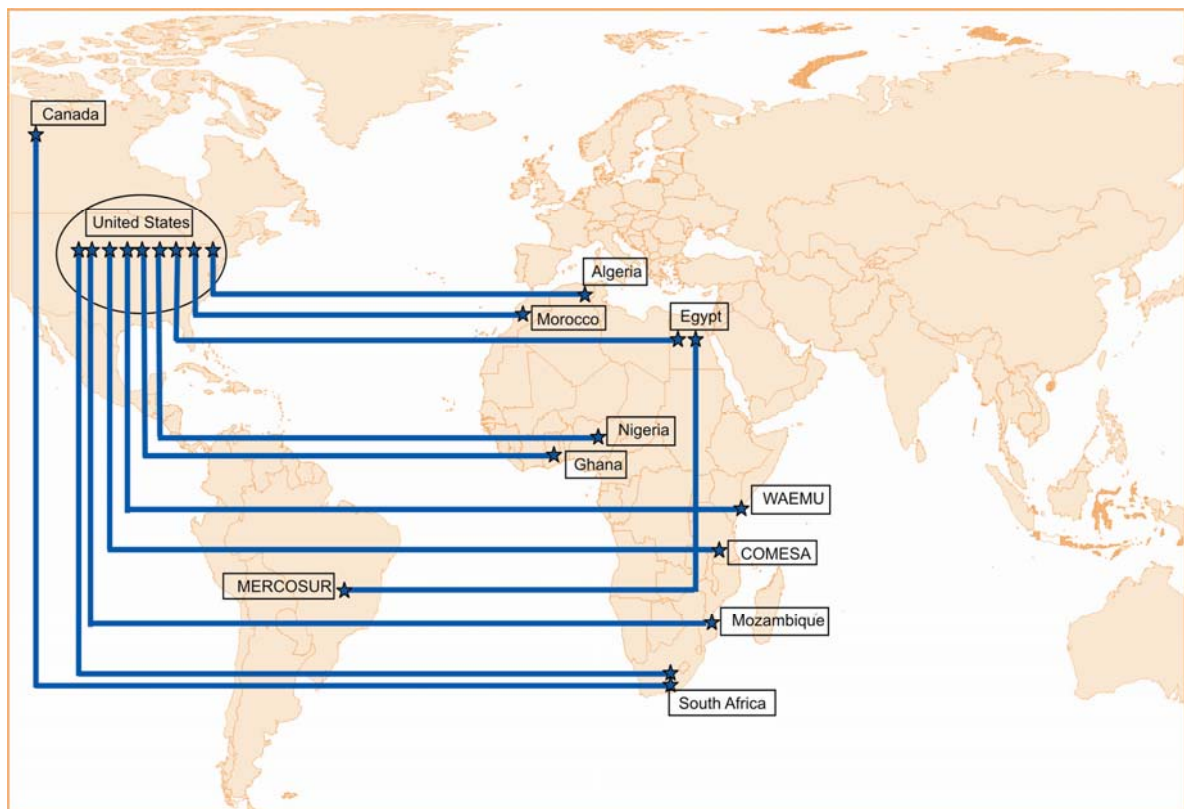 Canada
United States
Algeria
Morocco
Egypt
Nigeria
Ghana
WAEMU
COMESA
MERCOSUR
Mozambique
South Africa